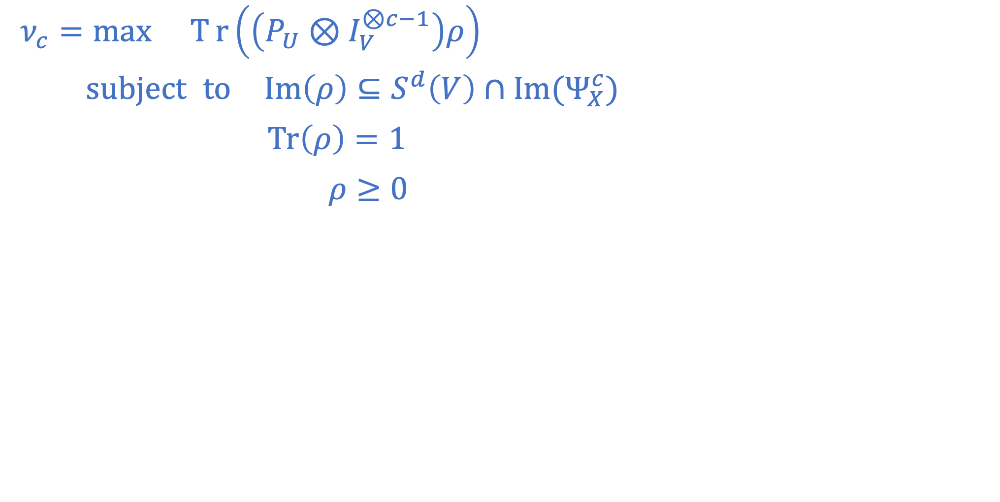 ν_c = max Tr((P_U ⊗ I_V^{⊗c−1})ρ)
subject to Im(ρ) ⊆ S^d(V) ∩ Im(Ψ_X^c)
Tr(ρ) = 1
ρ ≥ 0